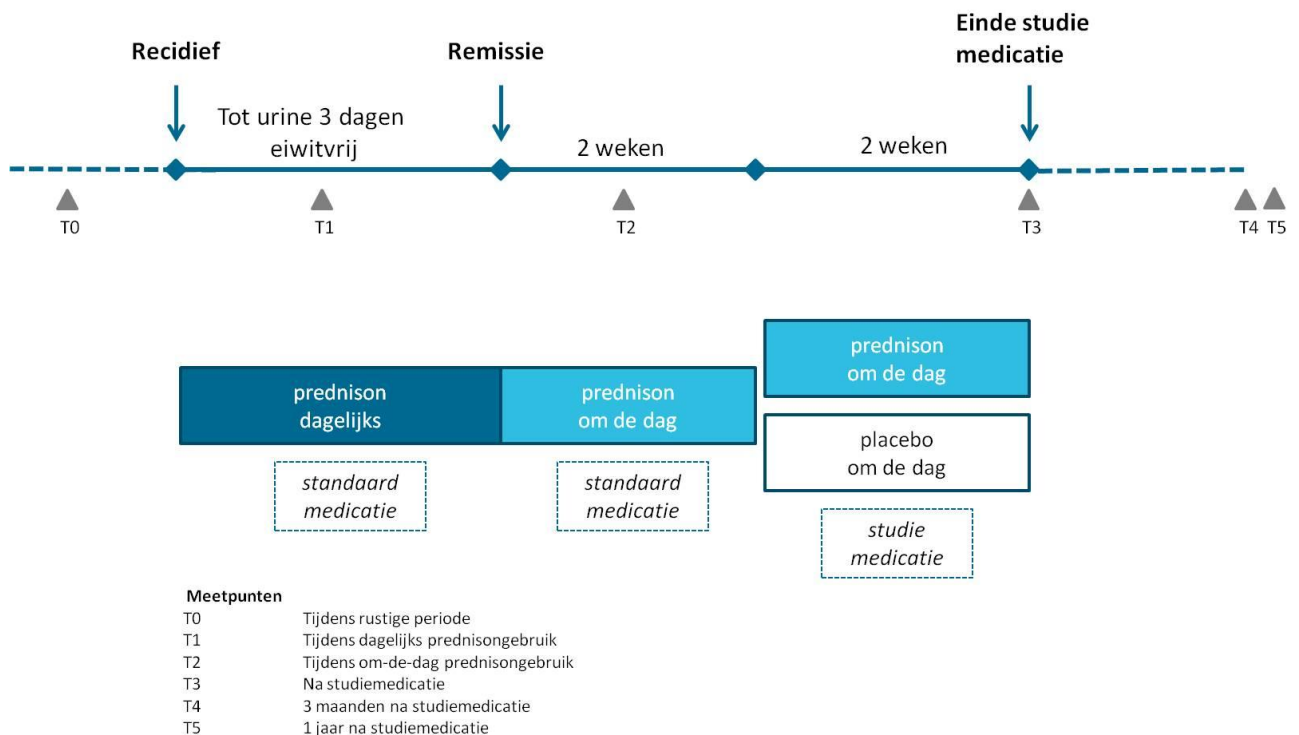 Recidief
Remissie
Einde studie
medicatie
Tot urine 3 dagen
eiwitvrij
2 weken
2 weken
T0
T1
T2
T3
T4
T5
prednison
dagelijks
prednison
om de dag
prednison
om de dag
placebo
om de dag
standaard
medicatie
standaard
medicatie
studie
medicatie
Meetpunten
T0 Tijdens rustige periode
T1 Tijdens dagelijks prednisongebruik
T2 Tijdens om-de-dag prednisongebruik
T3 Na studiemedicatie
T4 3 maanden na studiemedicatie
T5 1 jaar na studiemedicatie